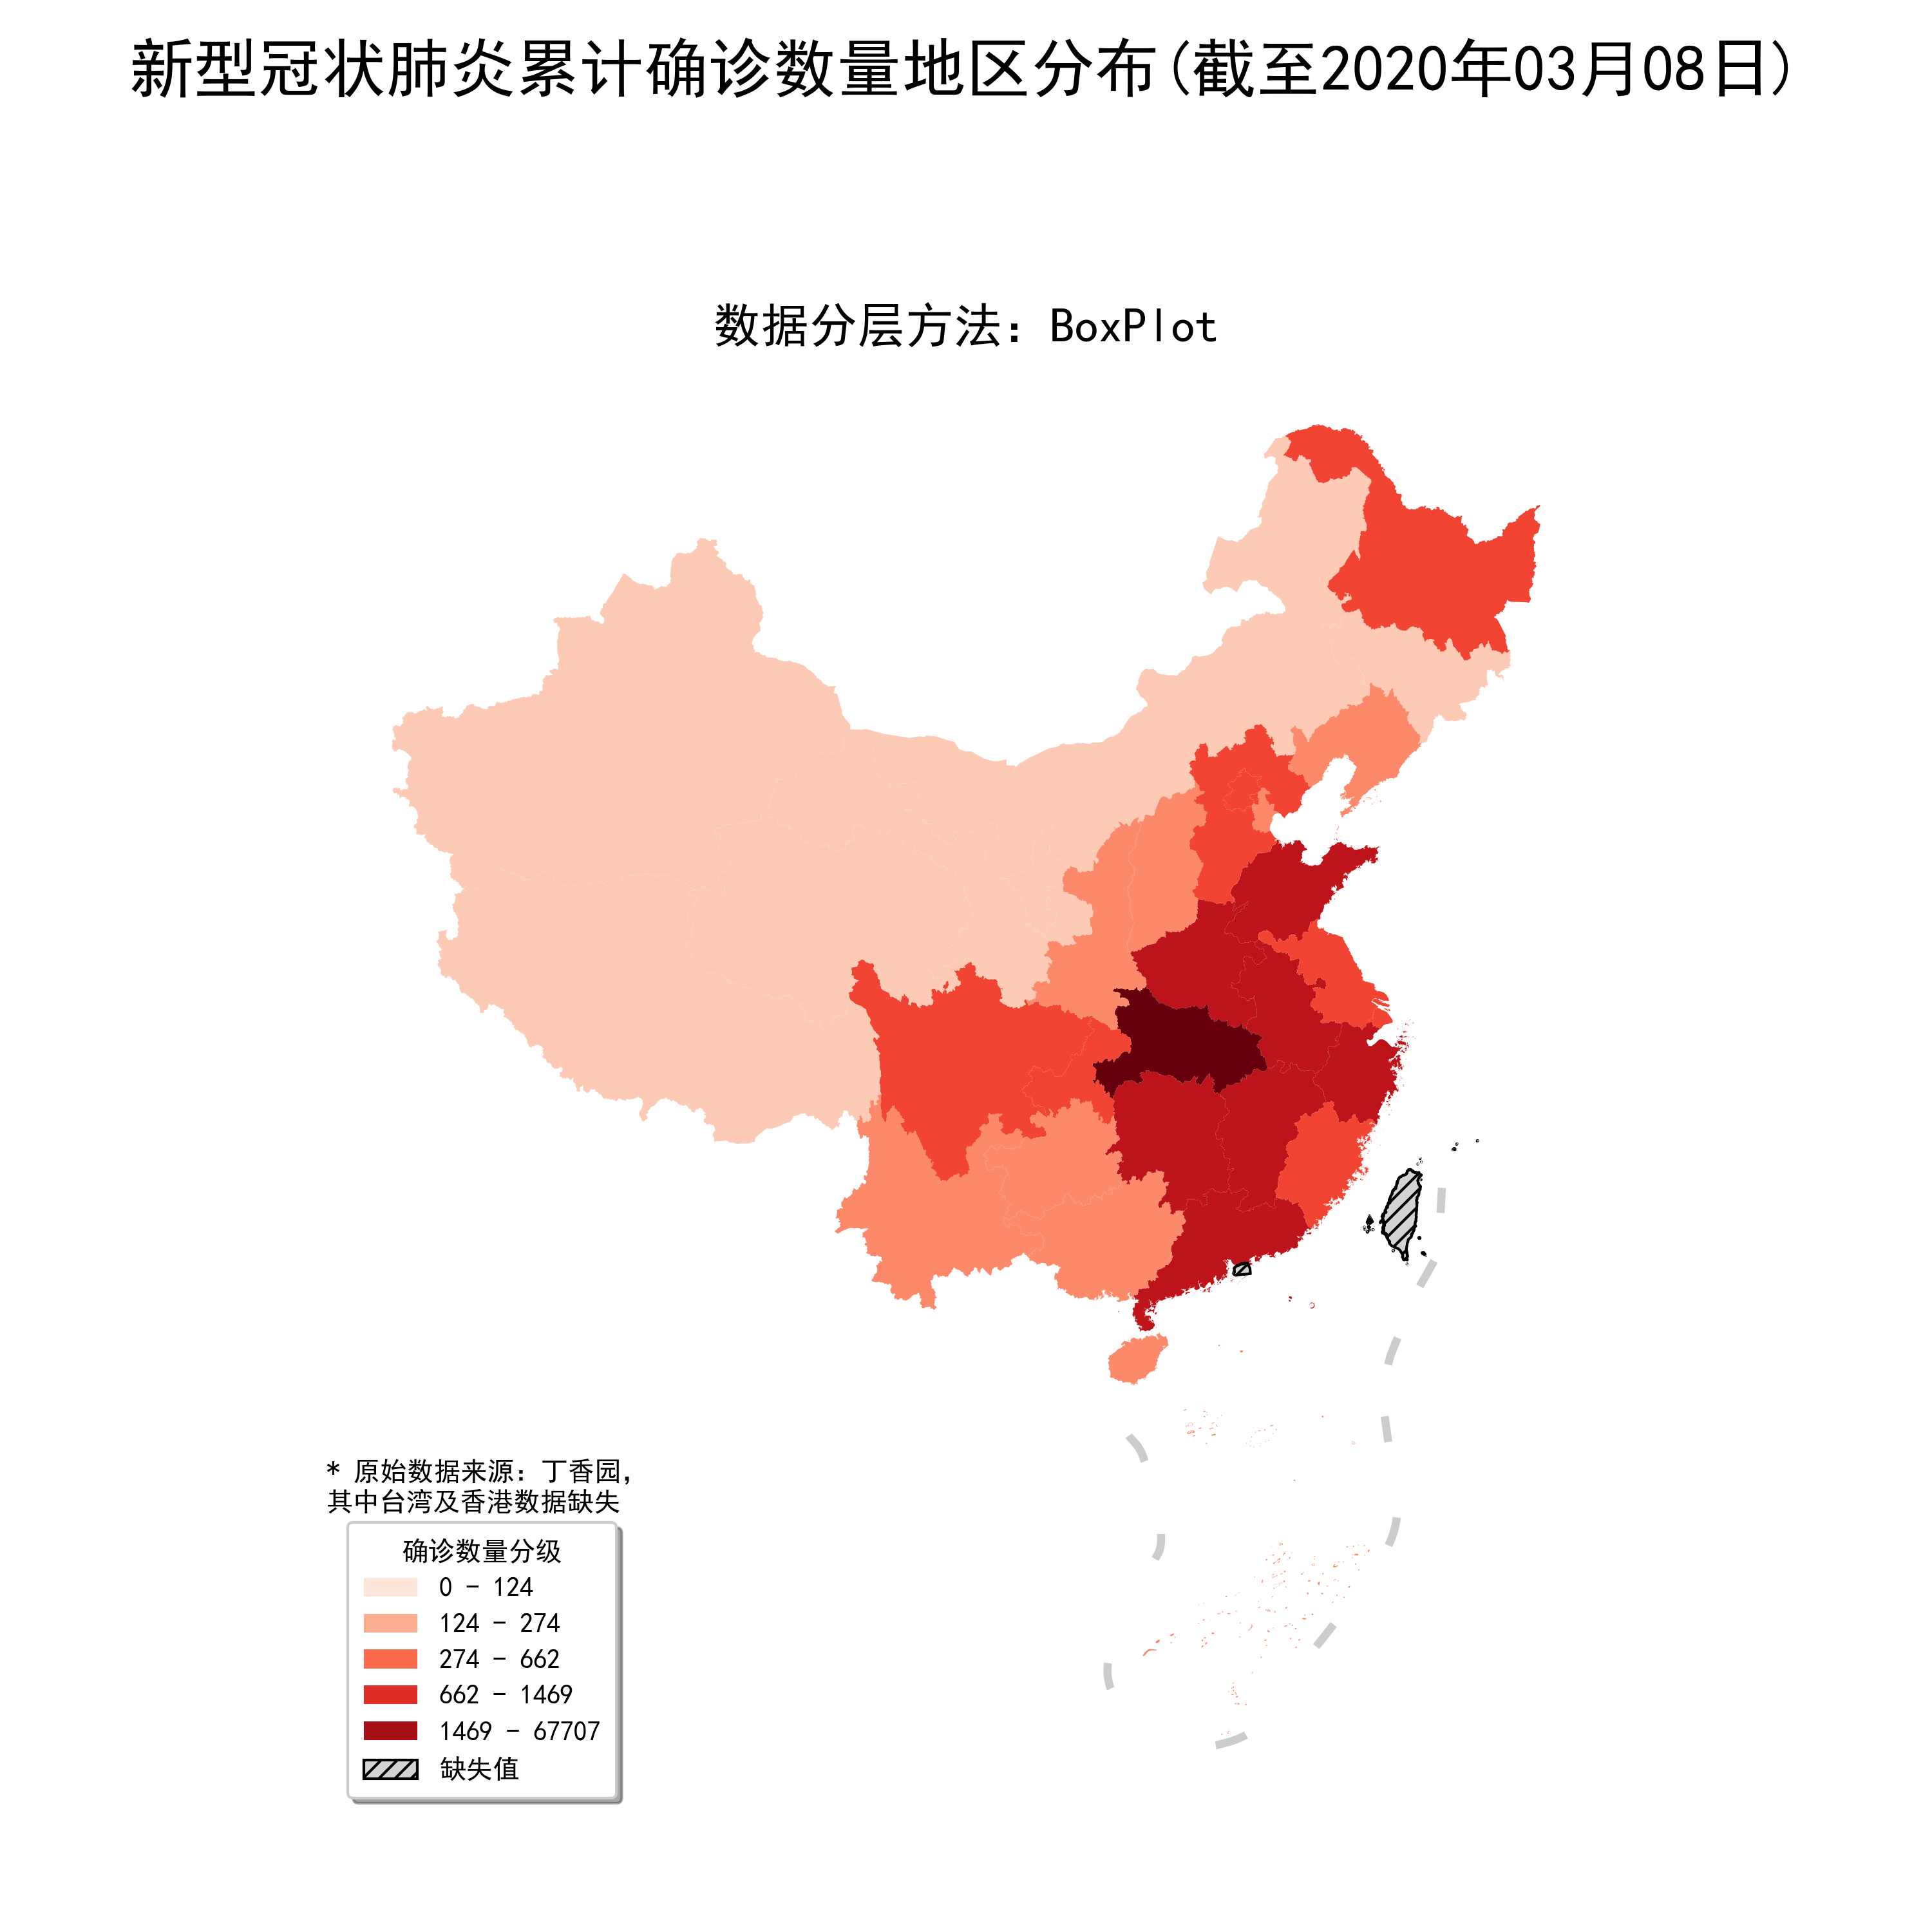 新型冠状肺炎累计确诊数量地区分布(截至2020年03月08日)
数据分层方法：BoxPlot
* 原始数据来源：丁香园，
其中台湾及香港数据缺失
确诊数量分级
0 - 124
124 - 274
274 - 662
662 - 1469
1469 - 67707
缺失值